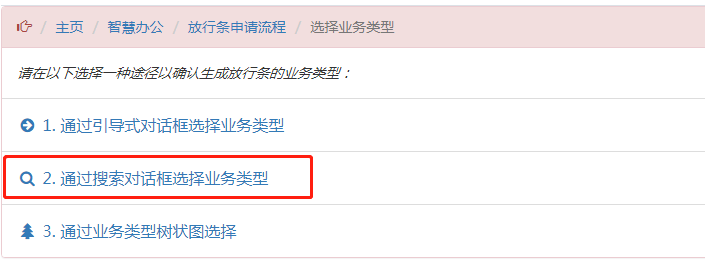 / 主页 / 智慧办公 / 放行条申请流程 / 选择业务类型
请在以下选择一种途径以确认生成放行条的业务类型：
1. 通过引导式对话框选择业务类型
2. 通过搜索对话框选择业务类型
3. 通过业务类型树状图选择